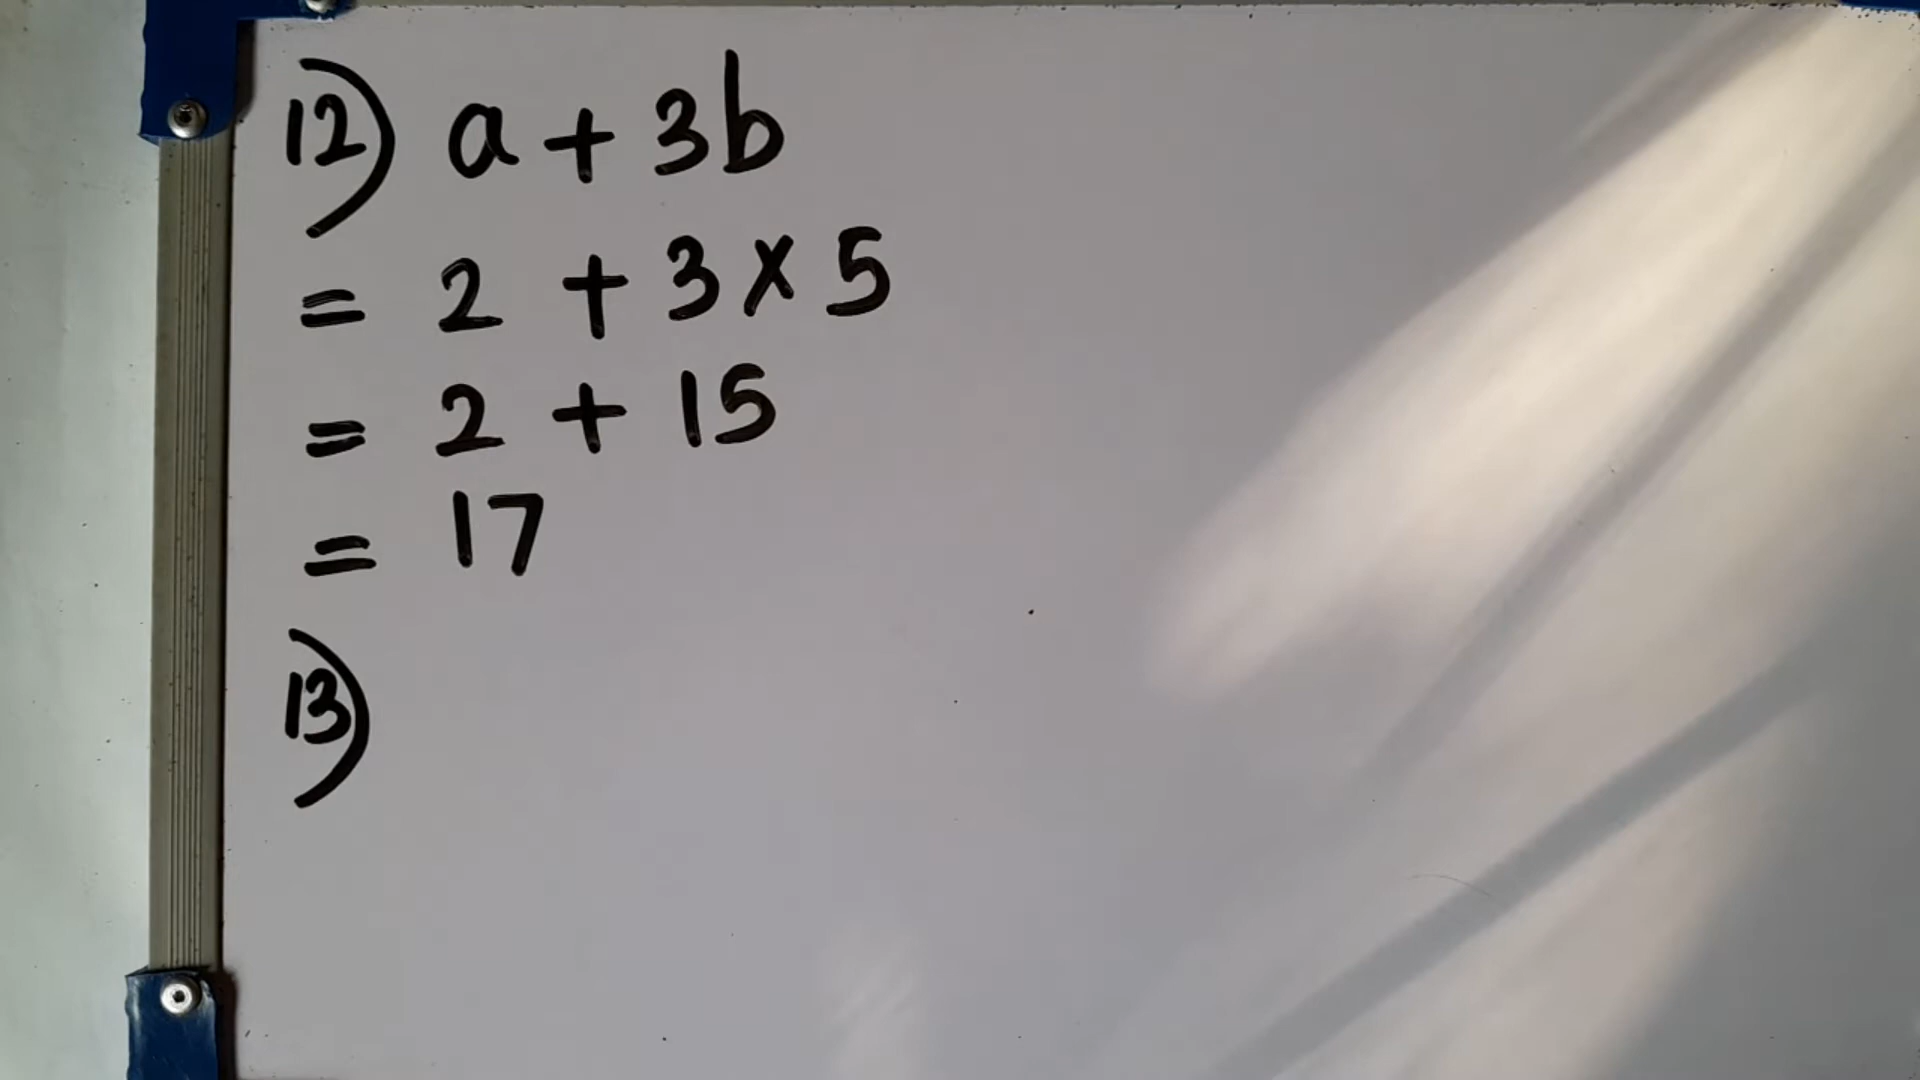 12) a + 3b
= 2 + 3 × 5
= 2 + 15
= 17
13)